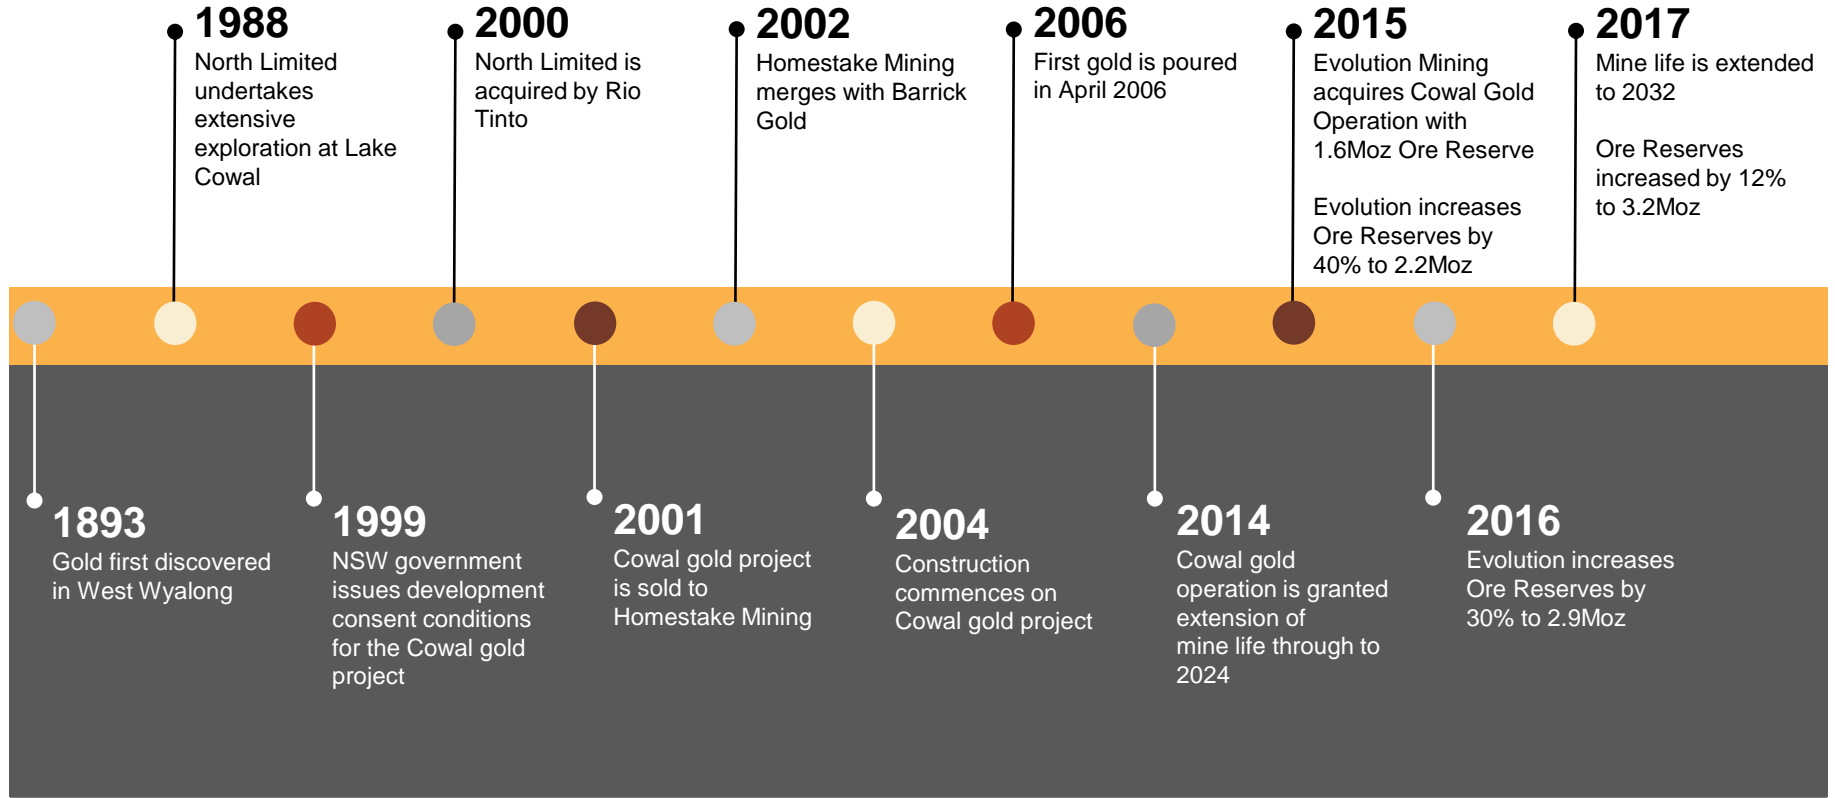 1988
North Limited
undertakes
extensive
exploration at Lake
Cowal
2000
North Limited is
acquired by Rio
Tinto
2002
Homestake Mining
merges with Barrick
Gold
2006
First gold is poured
in April 2006
2015
Evolution Mining
acquires Cowal Gold
Operation with
1.6Moz Ore Reserve
Evolution increases
Ore Reserves by
40% to 2.2Moz
2017
Mine life is extended
to 2032
Ore Reserves
increased by 12%
to 3.2Moz
1893
Gold first discovered
in West Wyalong
1999
NSW government
issues development
consent conditions
for the Cowal gold
project
2001
Cowal gold project
is sold to
Homestake Mining
2004
Construction
commences on
Cowal gold project
2014
Cowal gold
operation is granted
extension of
mine life through to
2024
2016
Evolution increases
Ore Reserves by
30% to 2.9Moz